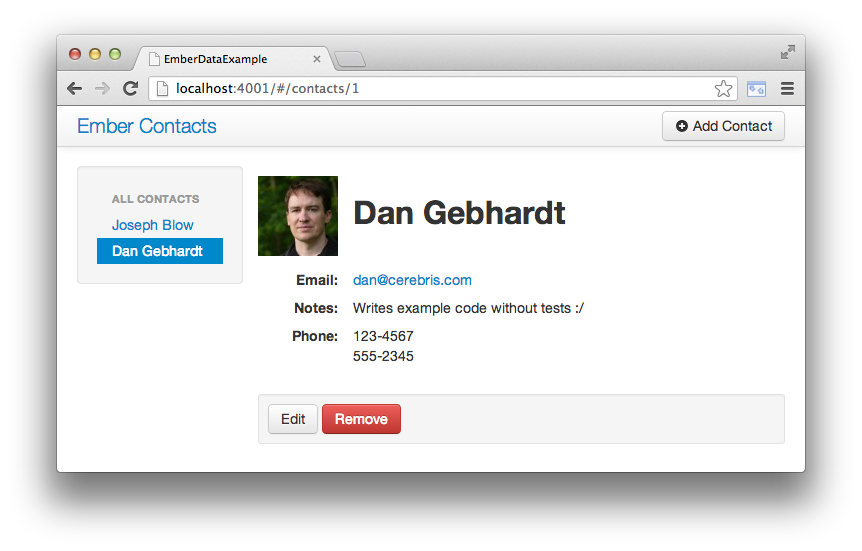 EmberDataExample
localhost:4001/#/contacts/1
Ember Contacts
Add Contact
ALL CONTACTS
Joseph Blow
Dan Gebhardt
Dan Gebhardt
Email: dan@cerebris.com
Notes: Writes example code without tests :/
Phone: 123-4567
555-2345
Edit Remove